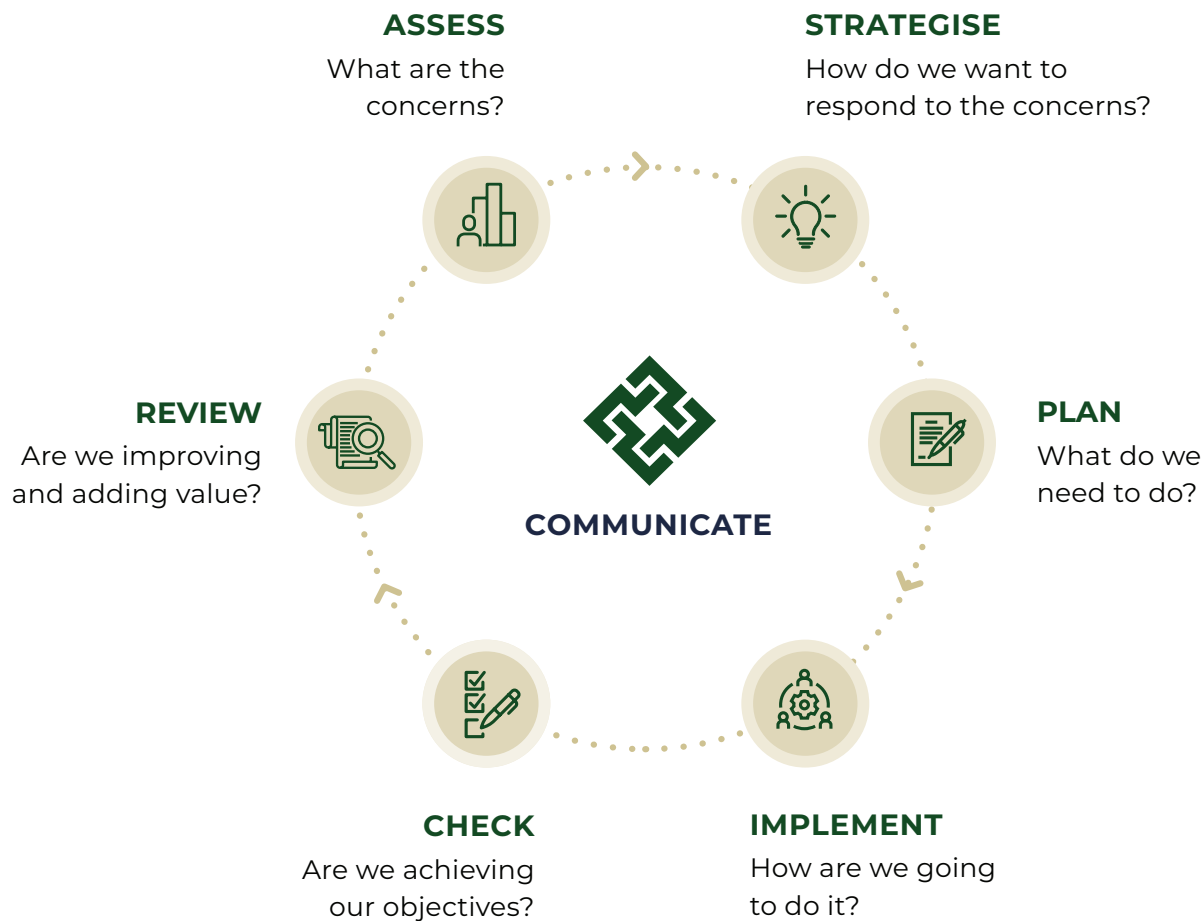 ASSESS
What are the
concerns?
STRATEGISE
How do we want to
respond to the concerns?
PLAN
What do we
need to do?
IMPLEMENT
How are we going
to do it?
CHECK
Are we achieving
our objectives?
REVIEW
Are we improving
and adding value?
COMMUNICATE